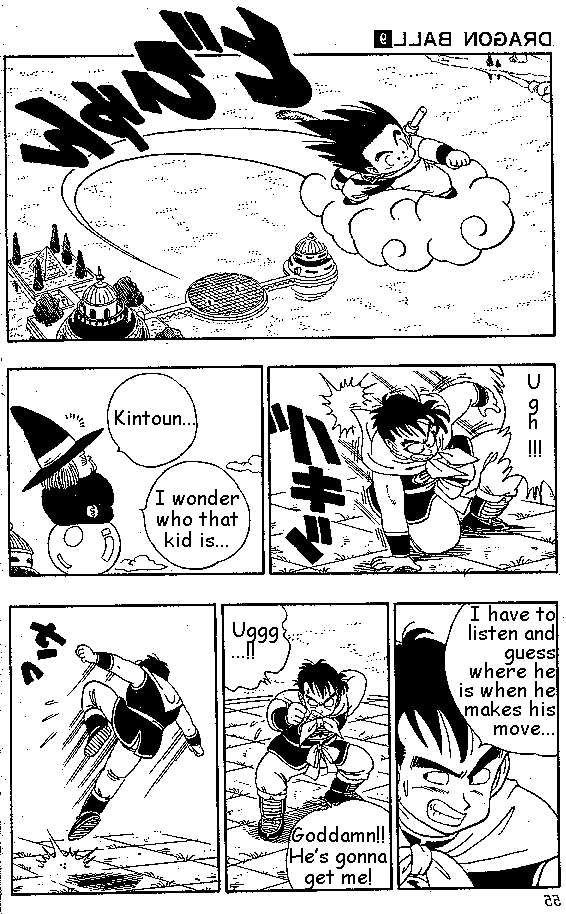 DRAGON BALL 9
Kintoun...
I wonder
who that
kid is...
Ugh !!!
Uggg
...!!
Goddamn!!
He's gonna
get me!
I have to
listen and
guess
where he
is when he
makes his
move...
55